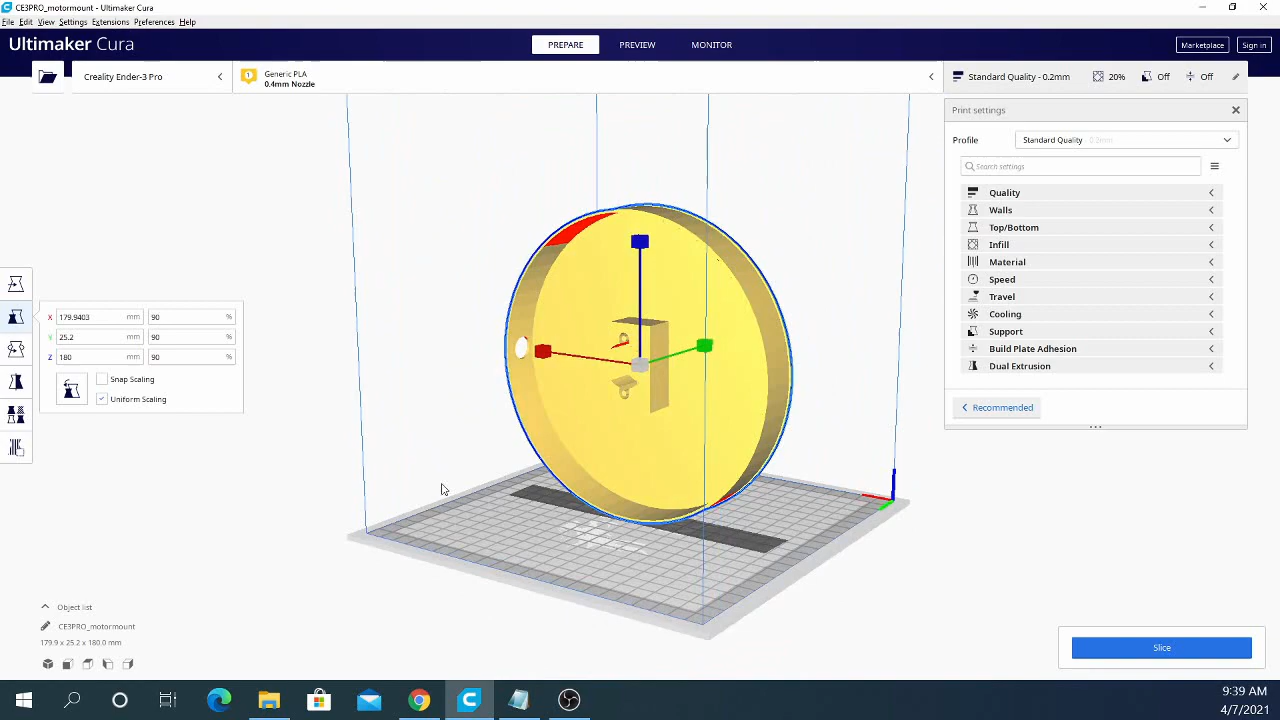 CE3PRO_motormount - Ultimaker Cura
File Edit View Settings Extensions Preferences Help
Ultimaker Cura
PREPARE PREVIEW MONITOR
Marketplace Sign in
Creality Ender-3 Pro
1
Generic PLA
0.4mm Nozzle
Standard Quality - 0.2mm 20% Off Off
Print settings
Profile Standard Quality - 0.2mm
Search settings
Quality
Walls
Top/Bottom
Infill
Material
Speed
Travel
Cooling
Support
Build Plate Adhesion
Dual Extrusion
Recommended
X 179.9403 mm 90 %
Y 25.2 mm 90 %
Z 180 mm 90 %
Snap Scaling
Uniform Scaling
Object list
CE3PRO_motormount
179.9 x 25.2 x 180.0 mm
Slice
9:39 AM
4/7/2021